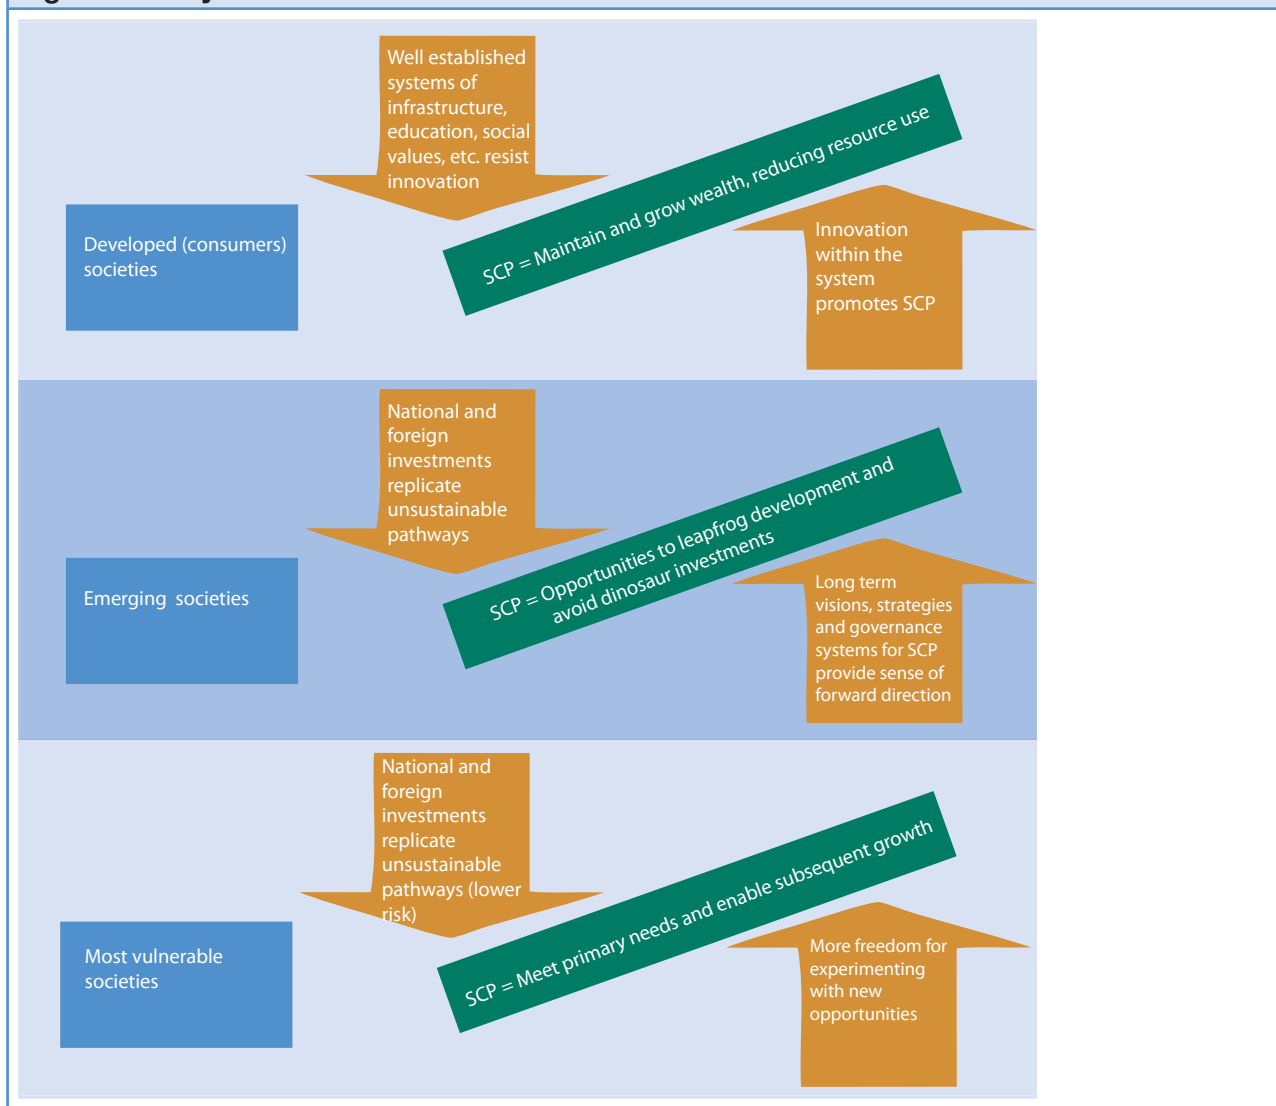 Well established
systems of
infrastructure,
education, social
values, etc. resist
innovation
SCP = Maintain and grow wealth, reducing resource use
Developed (consumers)
societies
Innovation
within the
system
promotes SCP
National and
foreign
investments
replicate
unsustainable
pathways
SCP = Opportunities to leapfrog development and
avoid dinosaur investments
Emerging societies
Long term
visions, strategies
and governance
systems for SCP
provide sense of
forward direction
National and
foreign
investments
replicate
unsustainable
pathways (lower
risk)
SCP = Meet primary needs and enable subsequent growth
Most vulnerable
societies
More freedom for
experimenting
with new
opportunities